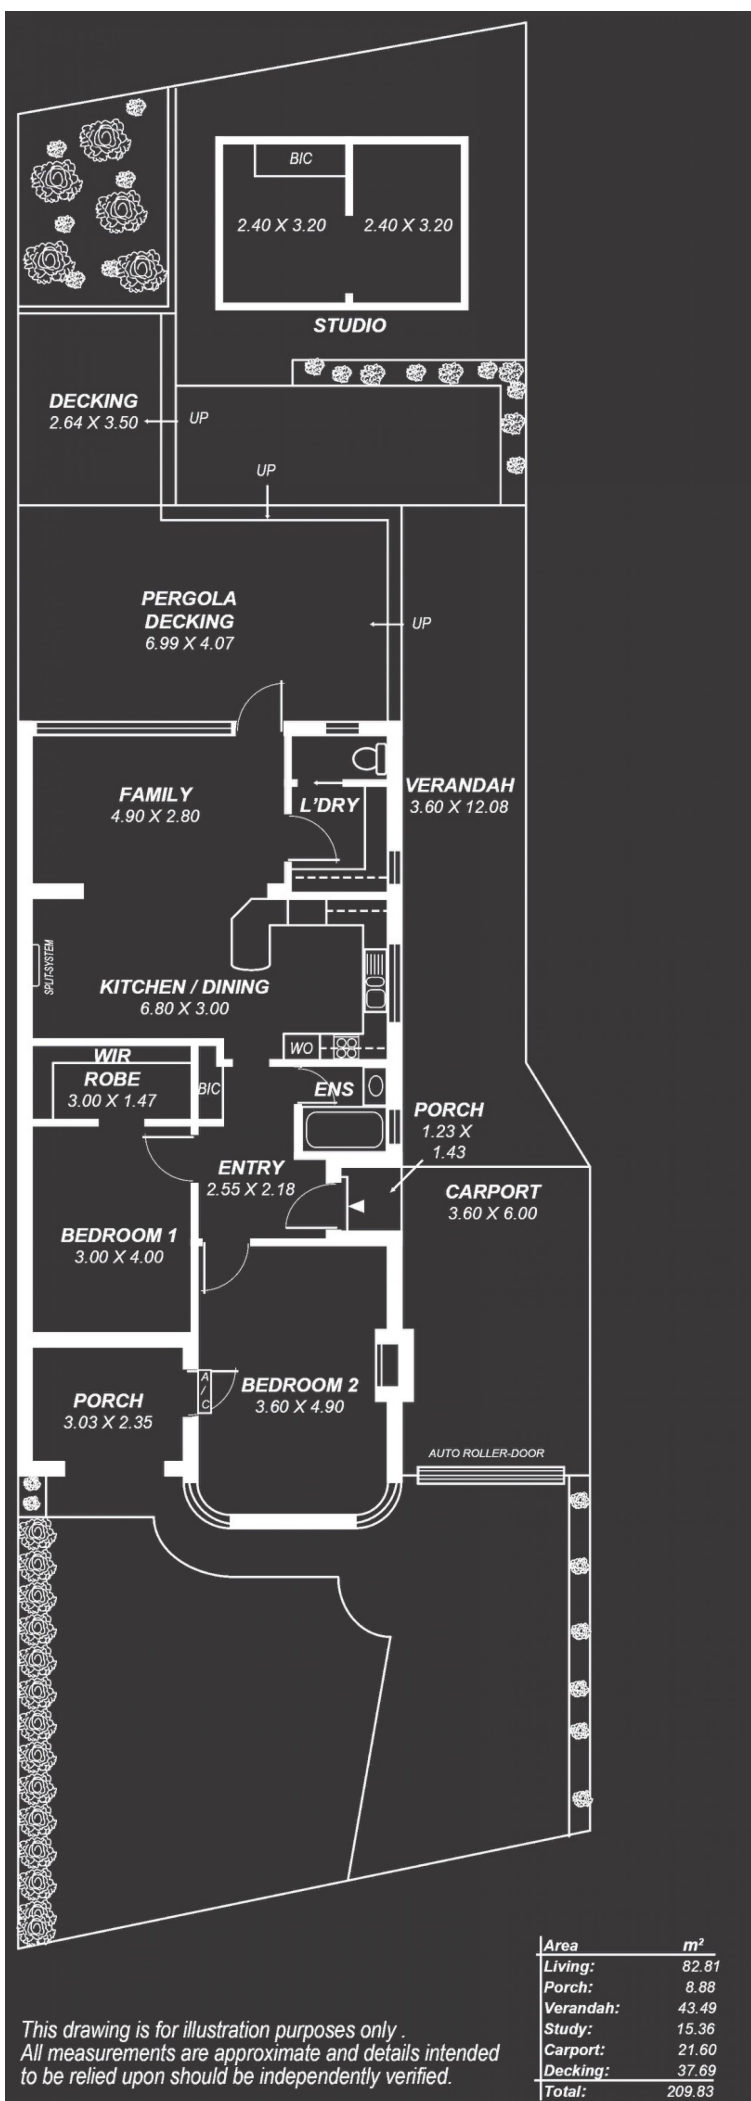 BIC
2.40 X 3.20
2.40 X 3.20
STUDIO
DECKING
2.64 X 3.50
UP
UP
PERGOLA
DECKING
6.99 X 4.07
UP
FAMILY
4.90 X 2.80
L'DRY
VERANDAH
3.60 X 12.08
SPLIT-SYSTEM
KITCHEN / DINING
6.80 X 3.00
WO
WIR
ROBE
3.00 X 1.47
BIC
ENS
PORCH
1.23 X
1.43
ENTRY
2.55 X 2.18
CARPORT
3.60 X 6.00
BEDROOM 1
3.00 X 4.00
A
/
C
BEDROOM 2
3.60 X 4.90
PORCH
3.03 X 2.35
AUTO ROLLER-DOOR
Area m²
Living: 82.81
Porch: 8.88
Verandah: 43.49
Study: 15.36
Carport: 21.60
Decking: 37.69
Total: 209.83
This drawing is for illustration purposes only .
All measurements are approximate and details intended
to be relied upon should be independently verified.